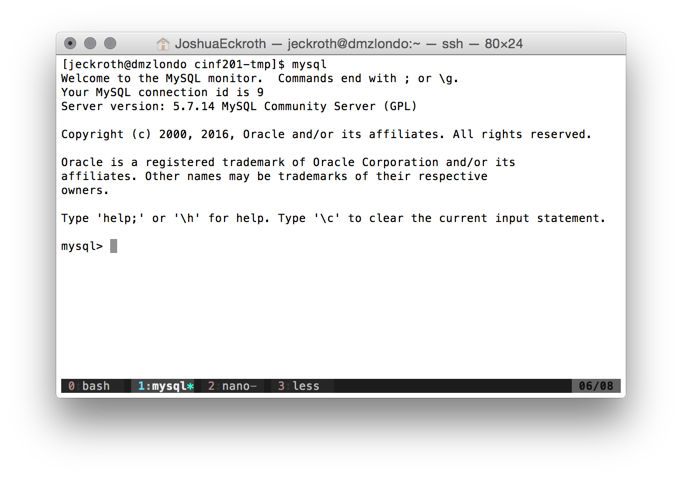 JoshuaEckroth — jeckroth@dmzlondo:~ — ssh — 80×24
[jeckroth@dmzlondo cinf201-tmp]$ mysql
Welcome to the MySQL monitor.  Commands end with ; or \g.
Your MySQL connection id is 9
Server version: 5.7.14 MySQL Community Server (GPL)
Copyright (c) 2000, 2016, Oracle and/or its affiliates. All rights reserved.
Oracle is a registered trademark of Oracle Corporation and/or its
affiliates. Other names may be trademarks of their respective
owners.
Type 'help;' or '\h' for help. Type '\c' to clear the current input statement.
mysql>
0:bash 1:mysql* 2:nano- 3:less 06/08